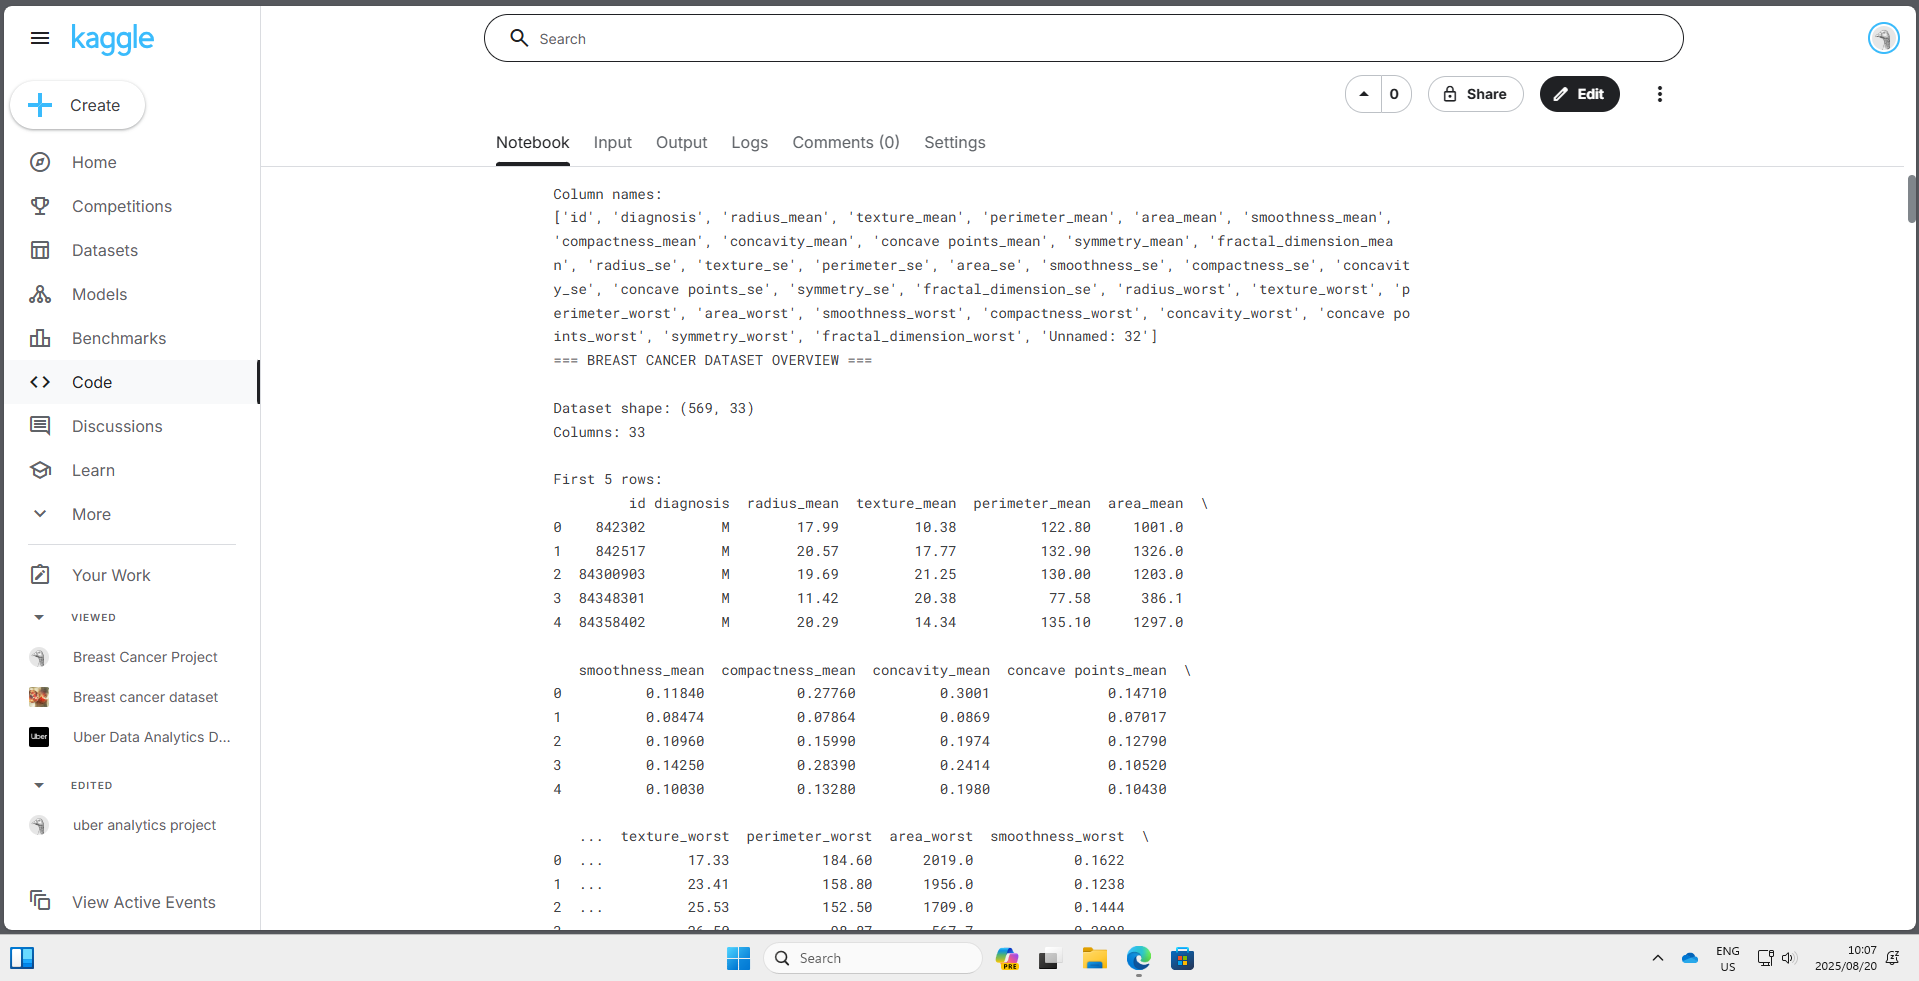 kaggle
Search
Create
0
Share
Edit
Notebook
Input
Output
Logs
Comments (0)
Settings
Home
Competitions
Datasets
Models
Benchmarks
Code
Discussions
Learn
More
Your Work
VIEWED
Breast Cancer Project
Breast cancer dataset
Uber
Uber Data Analytics D...
EDITED
uber analytics project
View Active Events
Column names:
['id', 'diagnosis', 'radius_mean', 'texture_mean', 'perimeter_mean', 'area_mean', 'smoothness_mean',
'compactness_mean', 'concavity_mean', 'concave points_mean', 'symmetry_mean', 'fractal_dimension_mea
n', 'radius_se', 'texture_se', 'perimeter_se', 'area_se', 'smoothness_se', 'compactness_se', 'concavit
y_se', 'concave points_se', 'symmetry_se', 'fractal_dimension_se', 'radius_worst', 'texture_worst', 'p
erimeter_worst', 'area_worst', 'smoothness_worst', 'compactness_worst', 'concavity_worst', 'concave po
ints_worst', 'symmetry_worst', 'fractal_dimension_worst', 'Unnamed: 32']
=== BREAST CANCER DATASET OVERVIEW ===
Dataset shape: (569, 33)
Columns: 33
First 5 rows:
id diagnosis radius_mean texture_mean perimeter_mean area_mean \
0 842302 M 17.99 10.38 122.80 1001.0
1 842517 M 20.57 17.77 132.90 1326.0
2 84300903 M 19.69 21.25 130.00 1203.0
3 84348301 M 11.42 20.38 77.58 386.1
4 84358402 M 20.29 14.34 135.10 1297.0
smoothness_mean compactness_mean concavity_mean concave points_mean \
0 0.11840 0.27760 0.3001 0.14710
1 0.08474 0.07864 0.0869 0.07017
2 0.10960 0.15990 0.1974 0.12790
3 0.14250 0.28390 0.2414 0.10520
4 0.10030 0.13280 0.1980 0.10430
... texture_worst perimeter_worst area_worst smoothness_worst \
0 ... 17.33 184.60 2019.0 0.1622
1 ... 23.41 158.80 1956.0 0.1238
2 ... 25.53 152.50 1709.0 0.1444
Search
PRE
ENG
US
10:07
2025/08/20